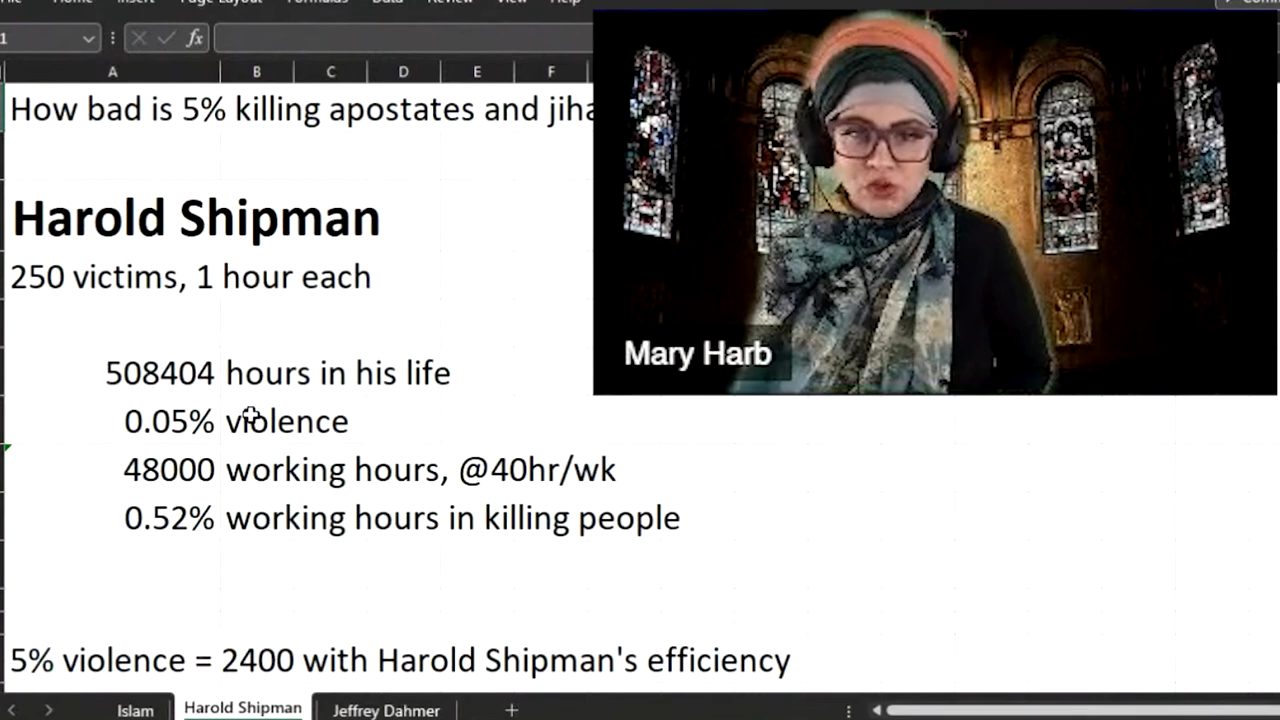 1
fx
A B C D E F
How bad is 5% killing apostates and jiha
Harold Shipman
250 victims, 1 hour each
508404 hours in his life
0.05% violence
48000 working hours, @40hr/wk
0.52% working hours in killing people
5% violence = 2400 with Harold Shipman's efficiency
Mary Harb
Islam Harold Shipman Jeffrey Dahmer